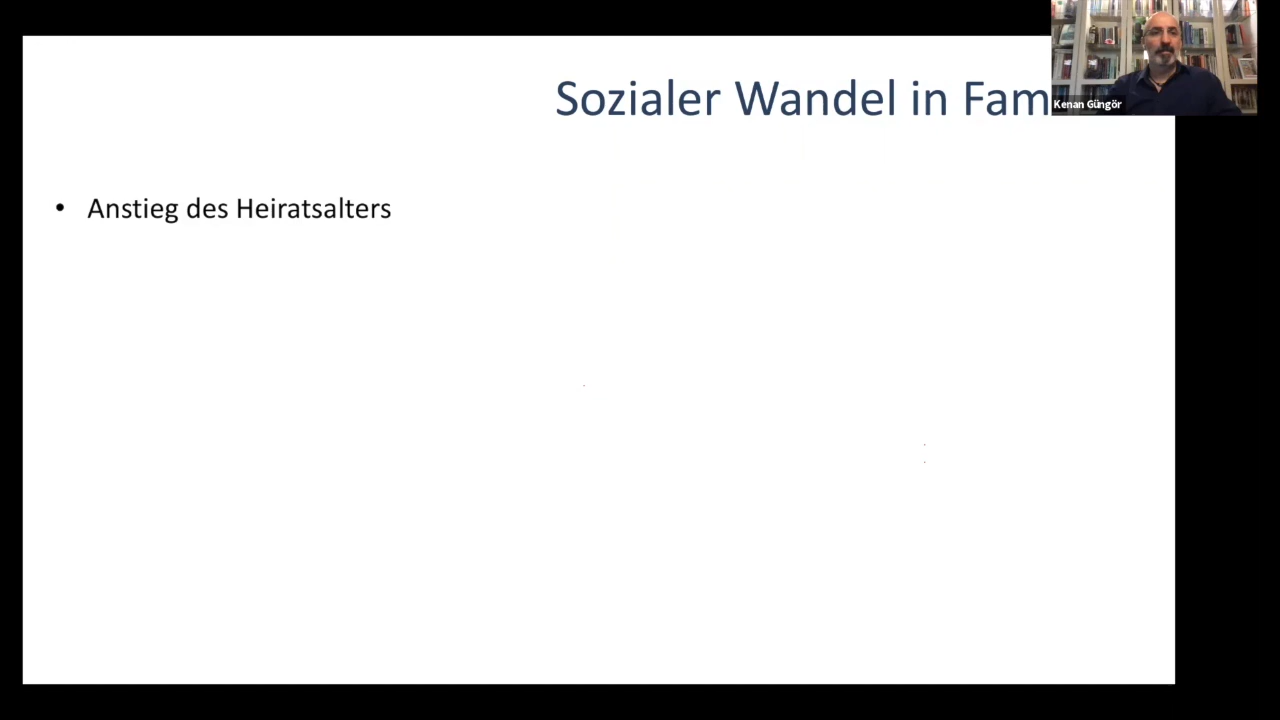 Sozialer Wandel in Fam
Kenan Güngör
• Anstieg des Heiratsalters